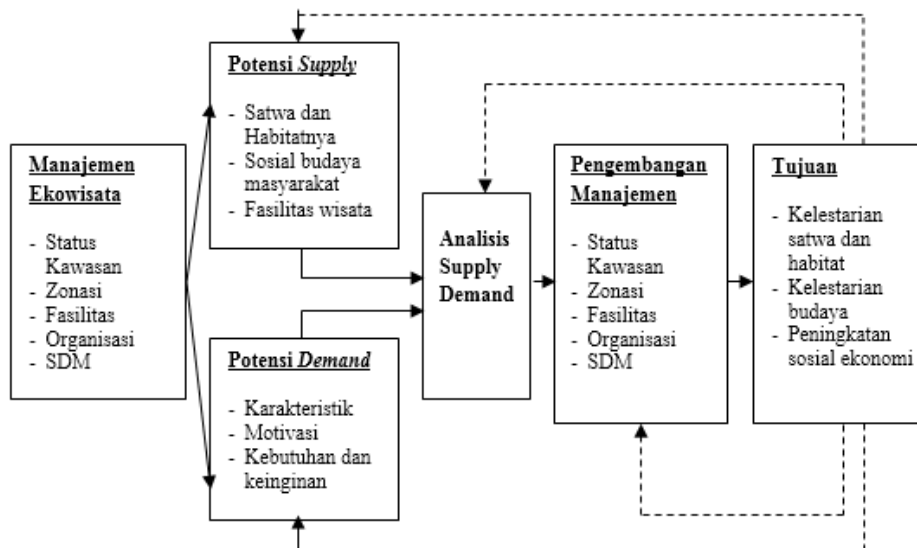 Manajemen
Ekowisata
- Status
Kawasan
- Zonasi
- Fasilitas
- Organisasi
- SDM
Potensi Supply
- Satwa dan
Habitatnya
- Sosial budaya
masyarakat
- Fasilitas wisata
Potensi Demand
- Karakteristik
- Motivasi
- Kebutuhan dan
keinginan
Analisis
Supply
Demand
Pengembangan
Manajemen
- Status
Kawasan
- Zonasi
- Fasilitas
- Organisasi
- SDM
Tujuan
- Kelestarian
satwa dan
habitat
- Kelestarian
budaya
- Peningkatan
sosial ekonomi